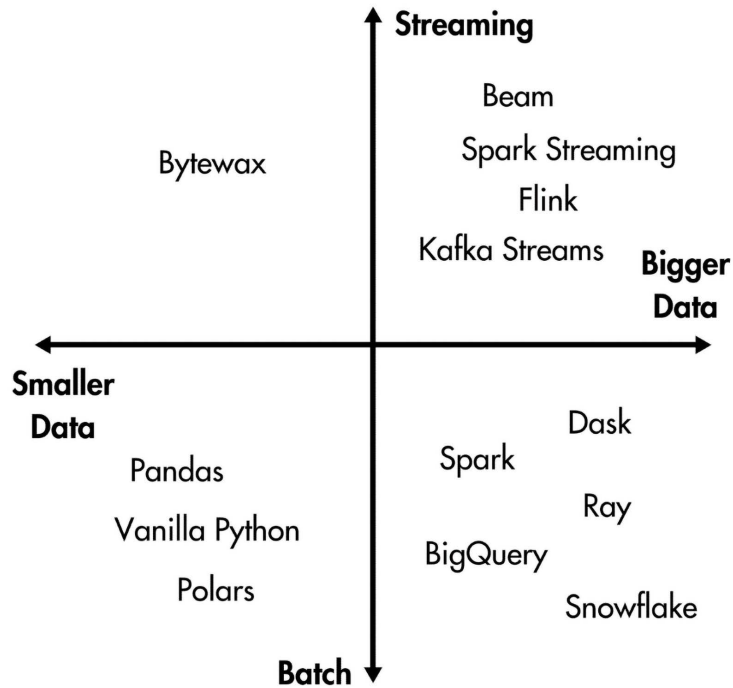 Streaming
Beam
Bytewax
Spark Streaming
Flink
Kafka Streams
Bigger
Data
Smaller
Data
Dask
Spark
Pandas
Ray
Vanilla Python
BigQuery
Polars
Snowflake
Batch